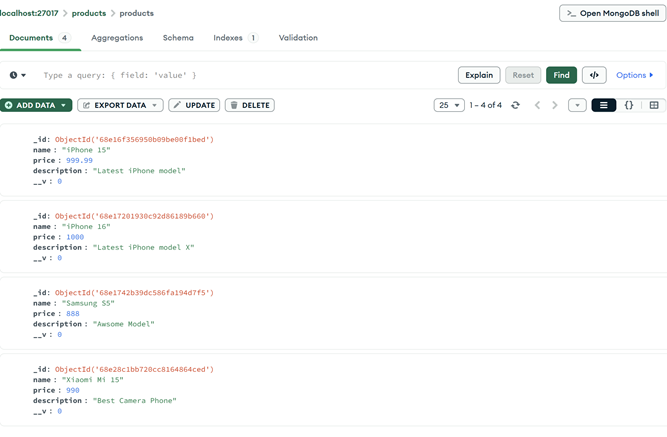 localhost:27017 > products > products
>_ Open MongoDB shell
Documents 4 Aggregations Schema Indexes 1 Validation
Type a query: { field: 'value' }
Explain Reset Find </> Options
ADD DATA EXPORT DATA UPDATE DELETE 25 1 – 4 of 4 {}
_id: ObjectId('68e16f356950b09be00f1bed')
name : "iPhone 15"
price : 999.99
description : "Latest iPhone model"
__v : 0
_id: ObjectId('68e17201930c92d86189b660')
name : "iPhone 16"
price : 1000
description : "Latest iPhone model X"
__v : 0
_id: ObjectId('68e1742b39dc586fa194d7f5')
name : "Samsung S5"
price : 888
description : "Awsome Model"
__v : 0
_id: ObjectId('68e28c1bb728cc8164864ced')
name : "Xiaomi Mi 15"
price : 990
description : "Best Camera Phone"
__v : 0